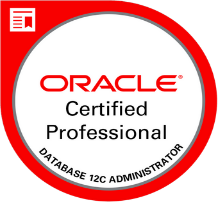 ORACLE®
Certified
Professional
DATABASE 12C ADMINISTRATOR